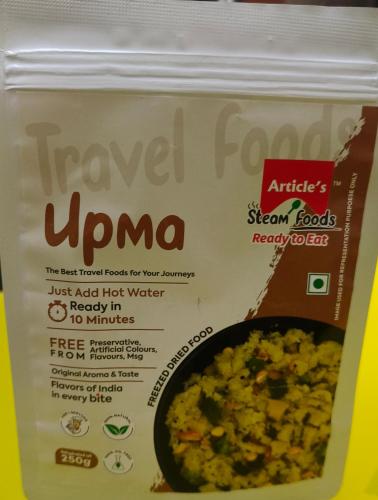 Travel Foods
Upma
The Best Travel Foods for Your Journeys
Just Add Hot Water
Ready in
10 Minutes
FREE FROM
Preservative,
Artificial Colours,
Flavours, Msg
Original Aroma & Taste
Flavors of India
in every bite
250g
Article's
TM
Steam Foods
Ready to Eat
IMAGE USED FOR REPRESENTATION PURPOSE ONLY
FREEZED DRIED FOOD